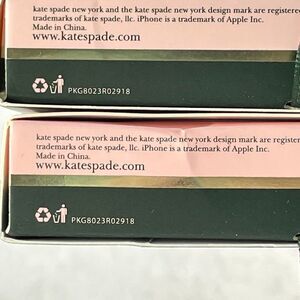 kate spade new york and the kate spade new york design mark are registered
trademarks of kate spade, llc. iPhone is a trademark of Apple Inc.
Made in China.
www.katespade.com
PKG8023R02918
kate spade new york and the kate spade new york design mark are registered
trademarks of kate spade, llc. iPhone is a trademark of Apple Inc.
Made in China.
www.katespade.com
PKG8023R02918